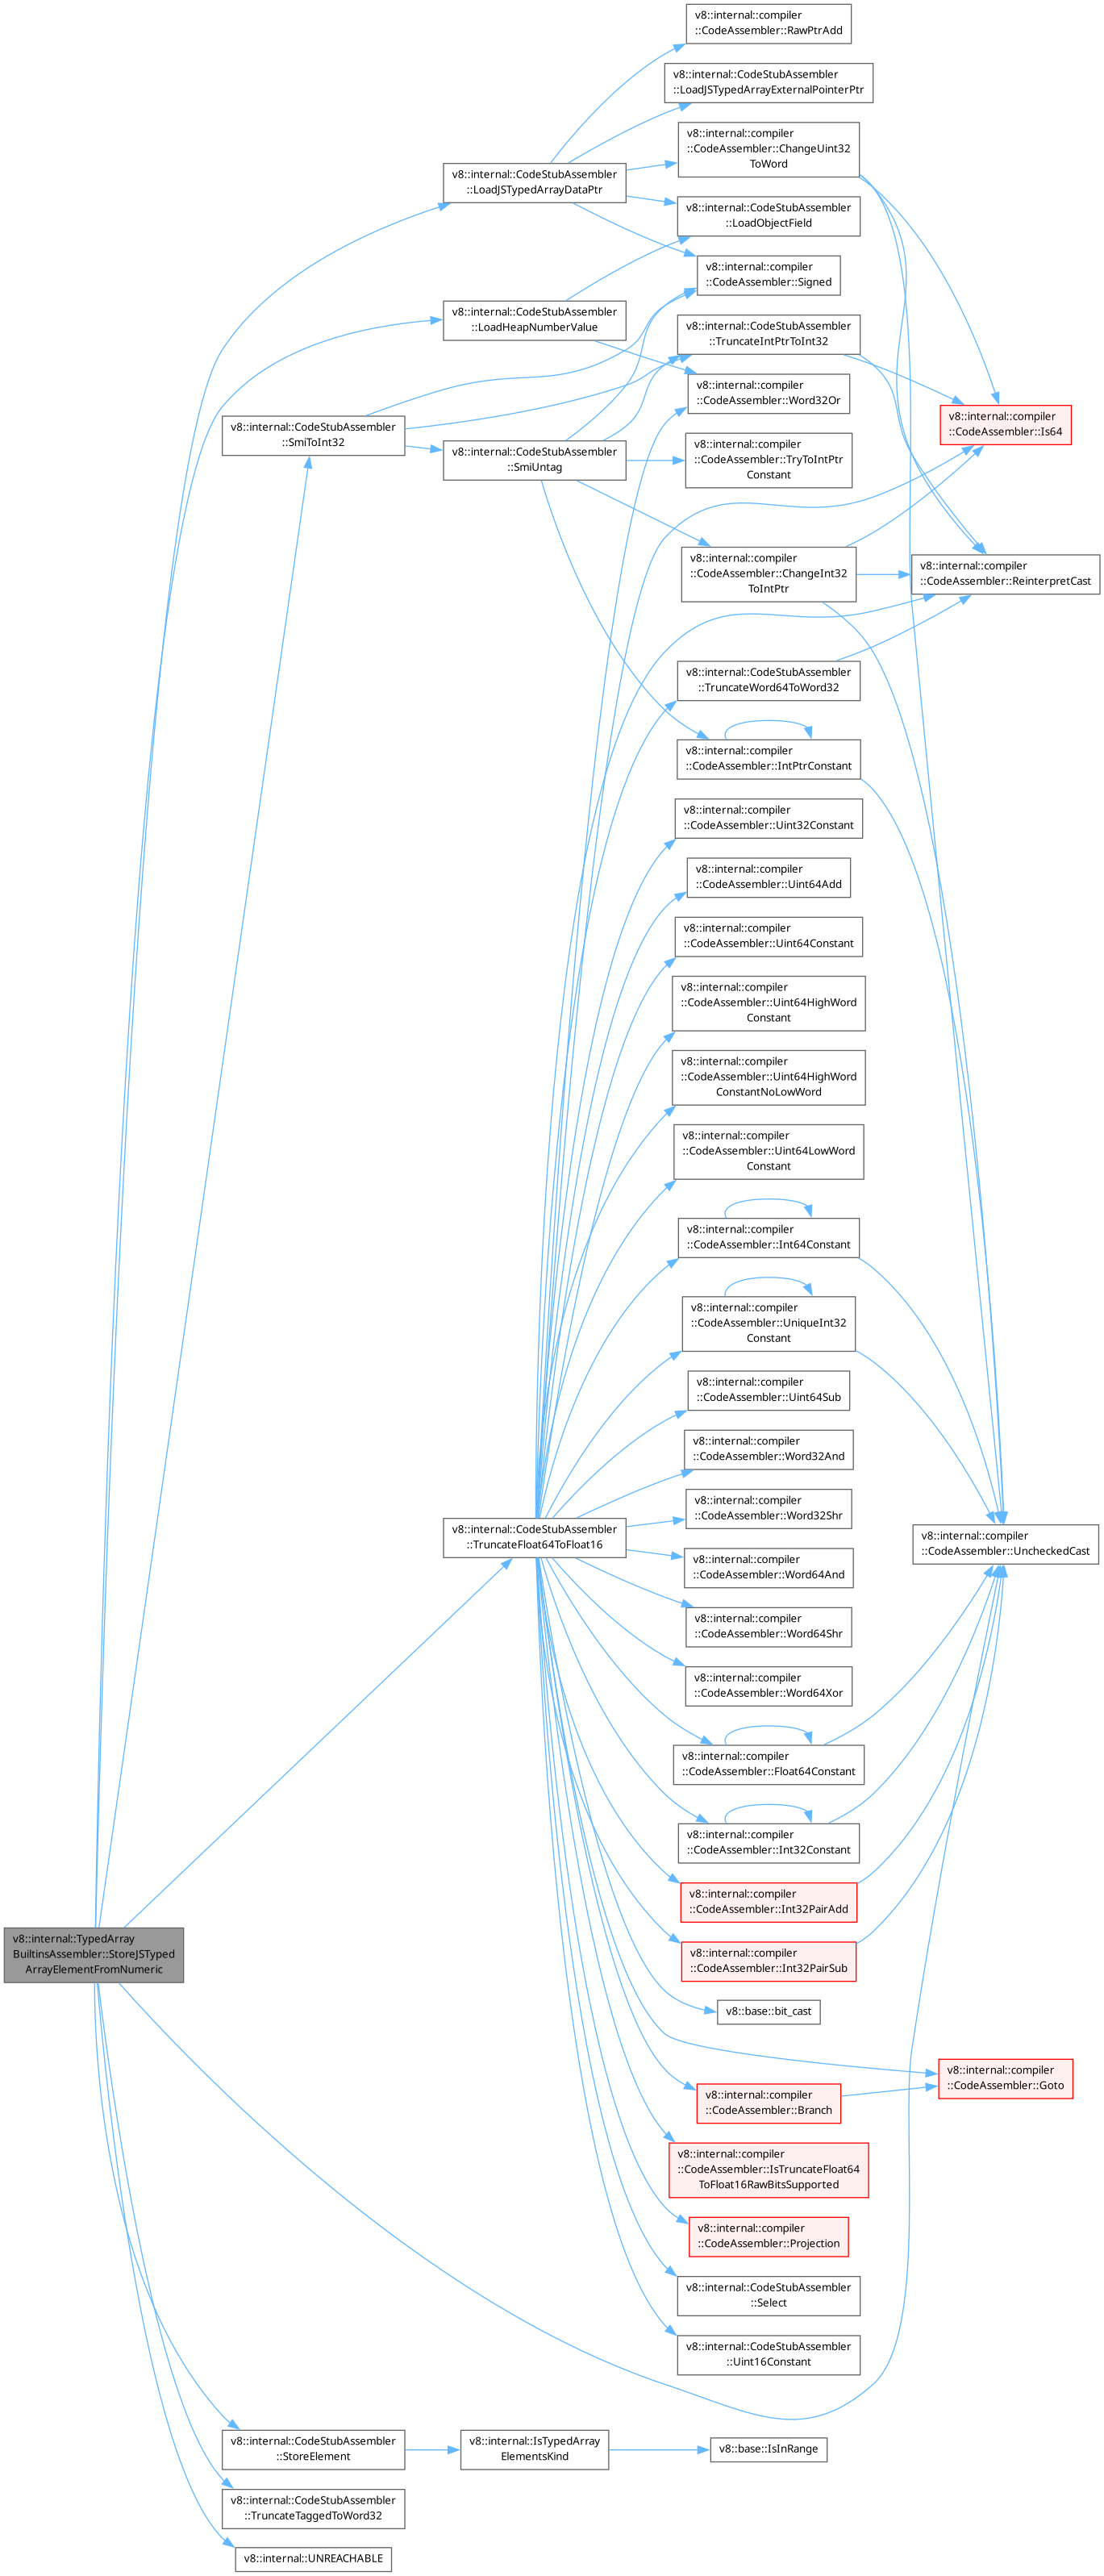 v8::internal::compiler
::CodeAssembler::RawPtrAdd
v8::internal::CodeStubAssembler
::LoadJSTypedArrayExternalPointerPtr
v8::internal::compiler
::CodeAssembler::ChangeUint32
ToWord
v8::internal::CodeStubAssembler
::LoadJSTypedArrayDataPtr
v8::internal::CodeStubAssembler
::LoadObjectField
v8::internal::compiler
::CodeAssembler::Signed
v8::internal::CodeStubAssembler
::LoadHeapNumberValue
v8::internal::CodeStubAssembler
::TruncateIntPtrToInt32
v8::internal::compiler
::CodeAssembler::Word32Or
v8::internal::compiler
::CodeAssembler::Is64
v8::internal::CodeStubAssembler
::SmiToInt32
v8::internal::CodeStubAssembler
::SmiUntag
v8::internal::compiler
::CodeAssembler::TryToIntPtr
Constant
v8::internal::compiler
::CodeAssembler::ChangeInt32
ToIntPtr
v8::internal::compiler
::CodeAssembler::ReinterpretCast
v8::internal::CodeStubAssembler
::TruncateWord64ToWord32
v8::internal::compiler
::CodeAssembler::IntPtrConstant
v8::internal::compiler
::CodeAssembler::Uint32Constant
v8::internal::compiler
::CodeAssembler::Uint64Add
v8::internal::compiler
::CodeAssembler::Uint64Constant
v8::internal::compiler
::CodeAssembler::Uint64HighWord
Constant
v8::internal::compiler
::CodeAssembler::Uint64HighWord
ConstantNoLowWord
v8::internal::compiler
::CodeAssembler::Uint64LowWord
Constant
v8::internal::compiler
::CodeAssembler::Int64Constant
v8::internal::compiler
::CodeAssembler::UniqueInt32
Constant
v8::internal::compiler
::CodeAssembler::Uint64Sub
v8::internal::compiler
::CodeAssembler::Word32And
v8::internal::compiler
::CodeAssembler::Word32Shr
v8::internal::CodeStubAssembler
::TruncateFloat64ToFloat16
v8::internal::compiler
::CodeAssembler::UncheckedCast
v8::internal::compiler
::CodeAssembler::Word64And
v8::internal::compiler
::CodeAssembler::Word64Shr
v8::internal::compiler
::CodeAssembler::Word64Xor
v8::internal::compiler
::CodeAssembler::Float64Constant
v8::internal::compiler
::CodeAssembler::Int32Constant
v8::internal::compiler
::CodeAssembler::Int32PairAdd
v8::internal::TypedArray
BuiltinsAssembler::StoreJSTyped
ArrayElementFromNumeric
v8::internal::compiler
::CodeAssembler::Int32PairSub
v8::base::bit_cast
v8::internal::compiler
::CodeAssembler::Goto
v8::internal::compiler
::CodeAssembler::Branch
v8::internal::compiler
::CodeAssembler::IsTruncateFloat64
ToFloat16RawBitsSupported
v8::internal::compiler
::CodeAssembler::Projection
v8::internal::CodeStubAssembler
::Select
v8::internal::CodeStubAssembler
::Uint16Constant
v8::internal::CodeStubAssembler
::StoreElement
v8::internal::IsTypedArray
ElementsKind
v8::base::IsInRange
v8::internal::CodeStubAssembler
::TruncateTaggedToWord32
v8::internal::UNREACHABLE